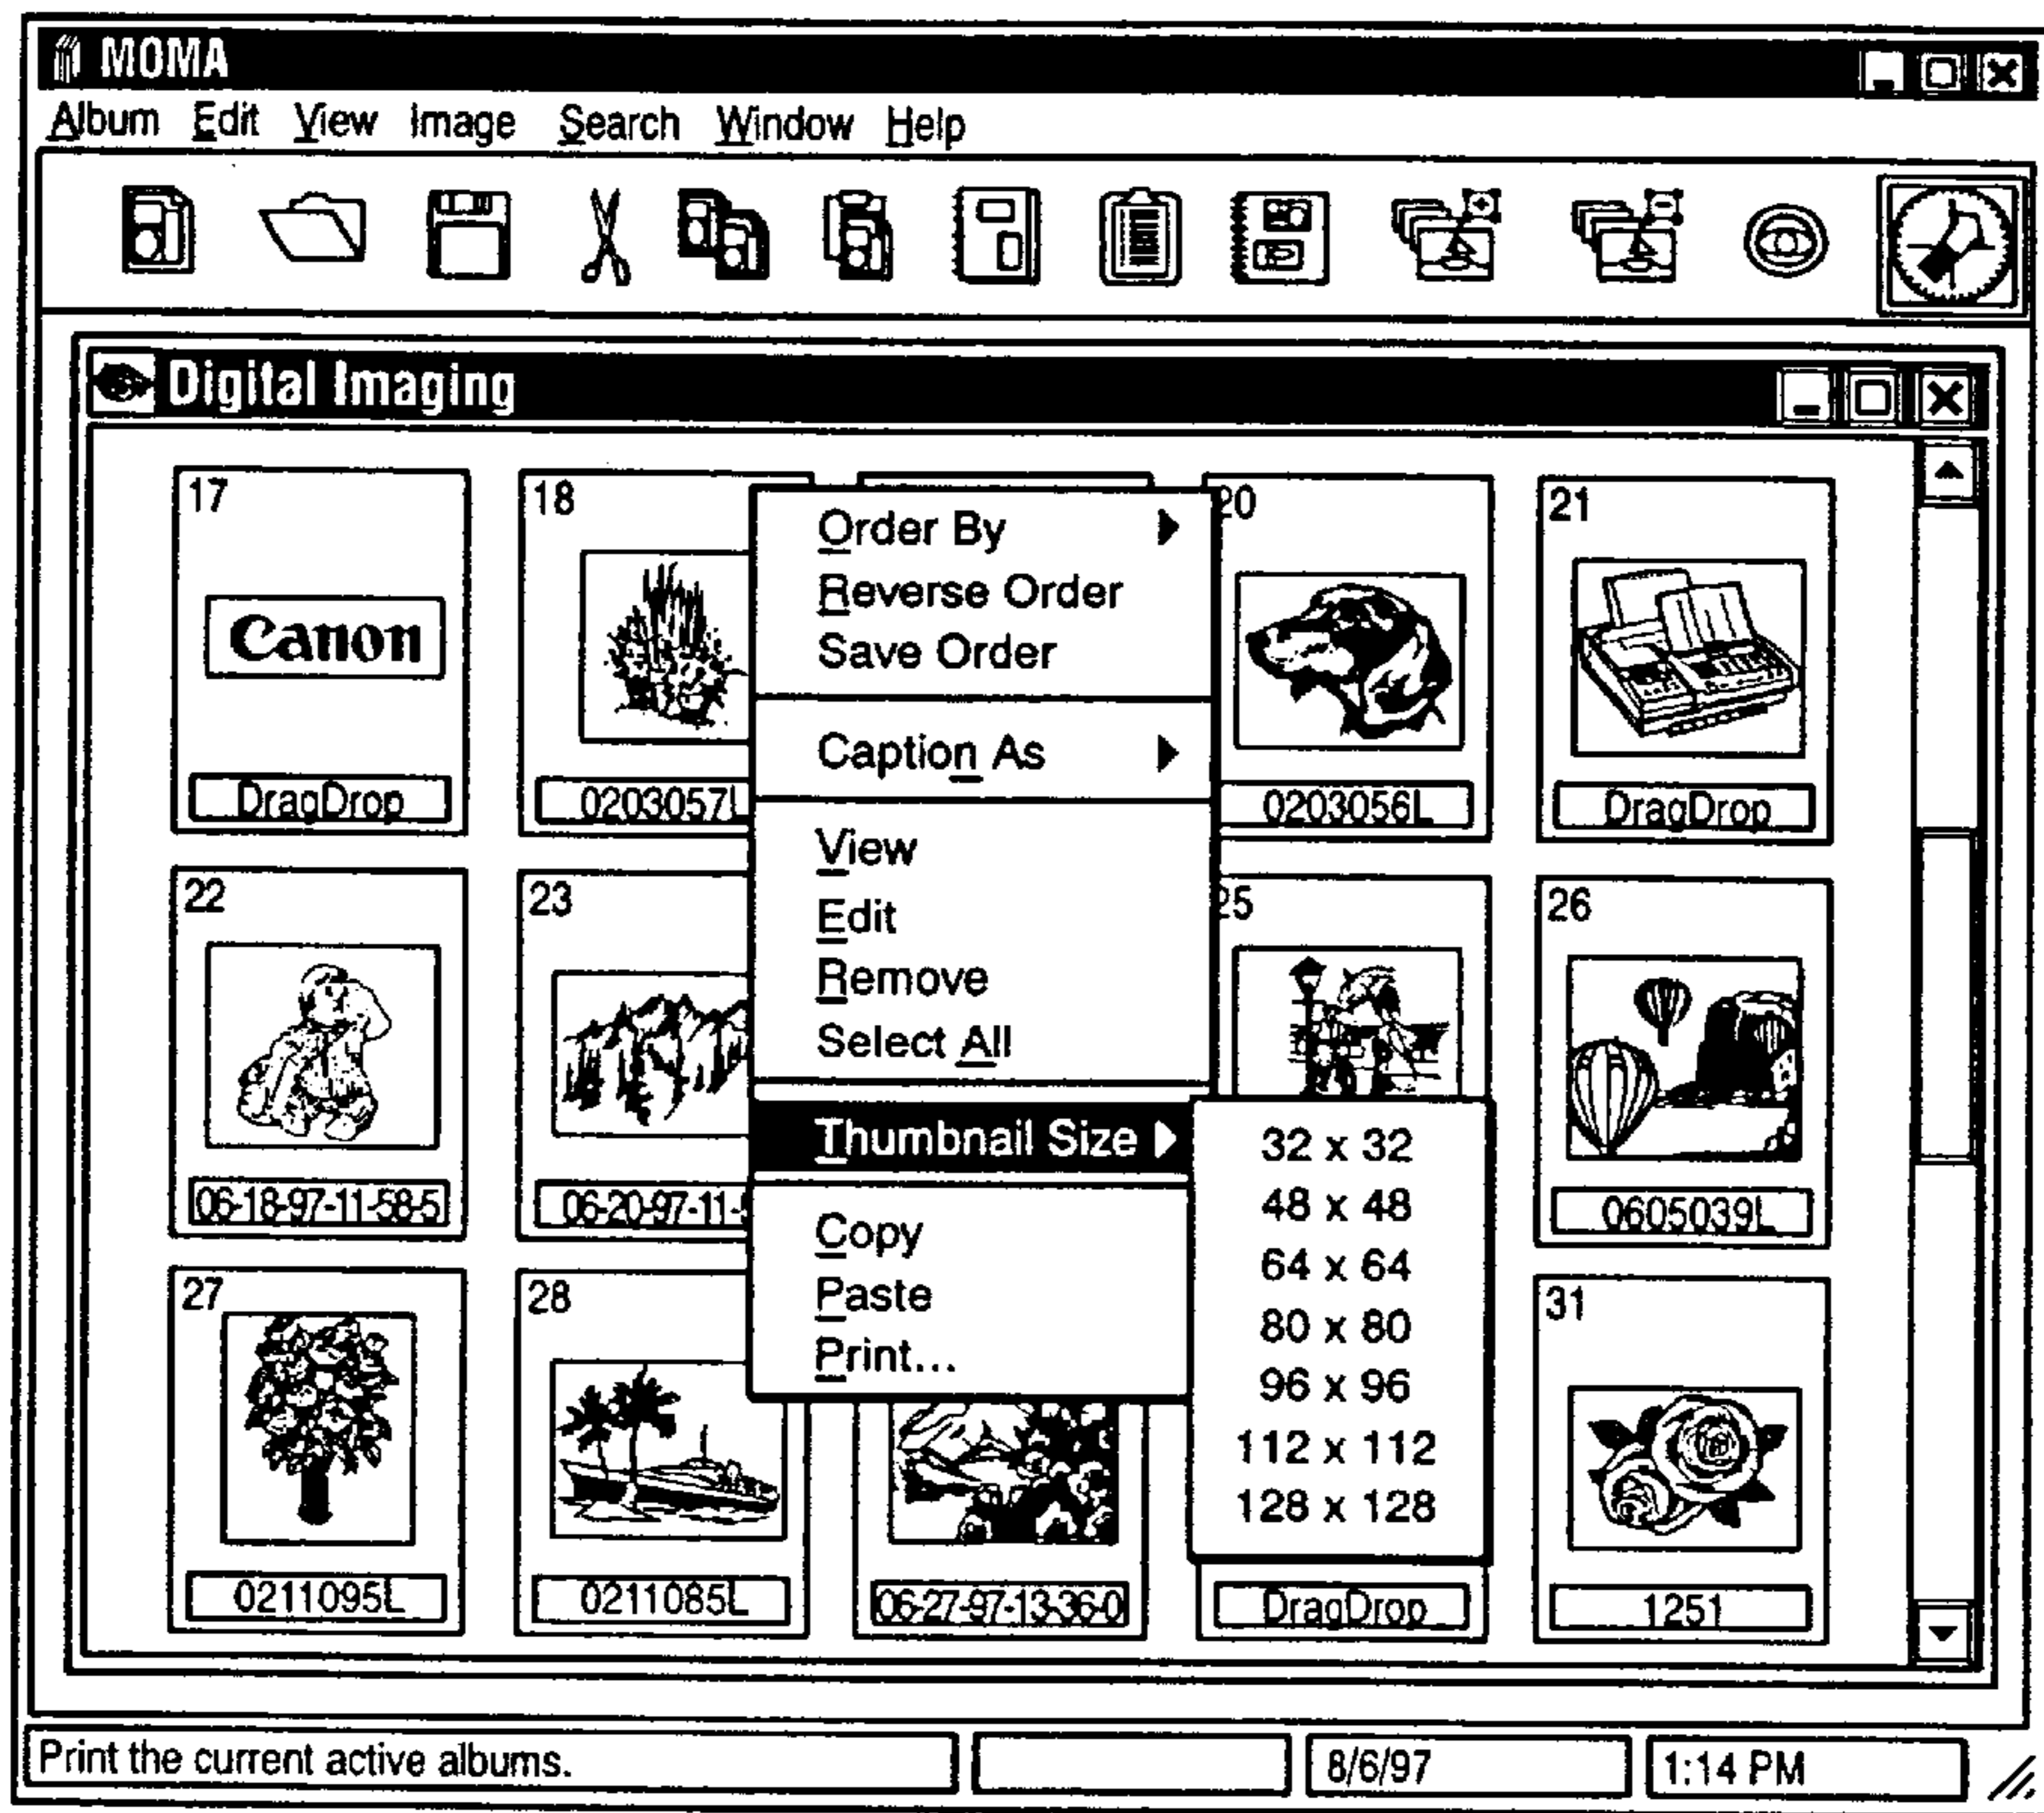 MOMA
Album Edit View Image Search Window Help
Digital Imaging
17 18 20 21
Canon
DragDrop 0203057L 0203056L DragDrop
Order By
Reverse Order
Save Order
Caption As
View
Edit
Remove
Select All
Thumbnail Size
Copy
Paste
Print...
32 x 32
48 x 48
64 x 64
80 x 80
96 x 96
112 x 112
128 x 128
22 23 25 26
06-18-97-11-58-5 06-20-97-11- 0605039L
27 28 31
0211095L 0211085L 06-27-97-13-36-0 DragDrop 1251
Print the current active albums. 8/6/97 1:14 PM